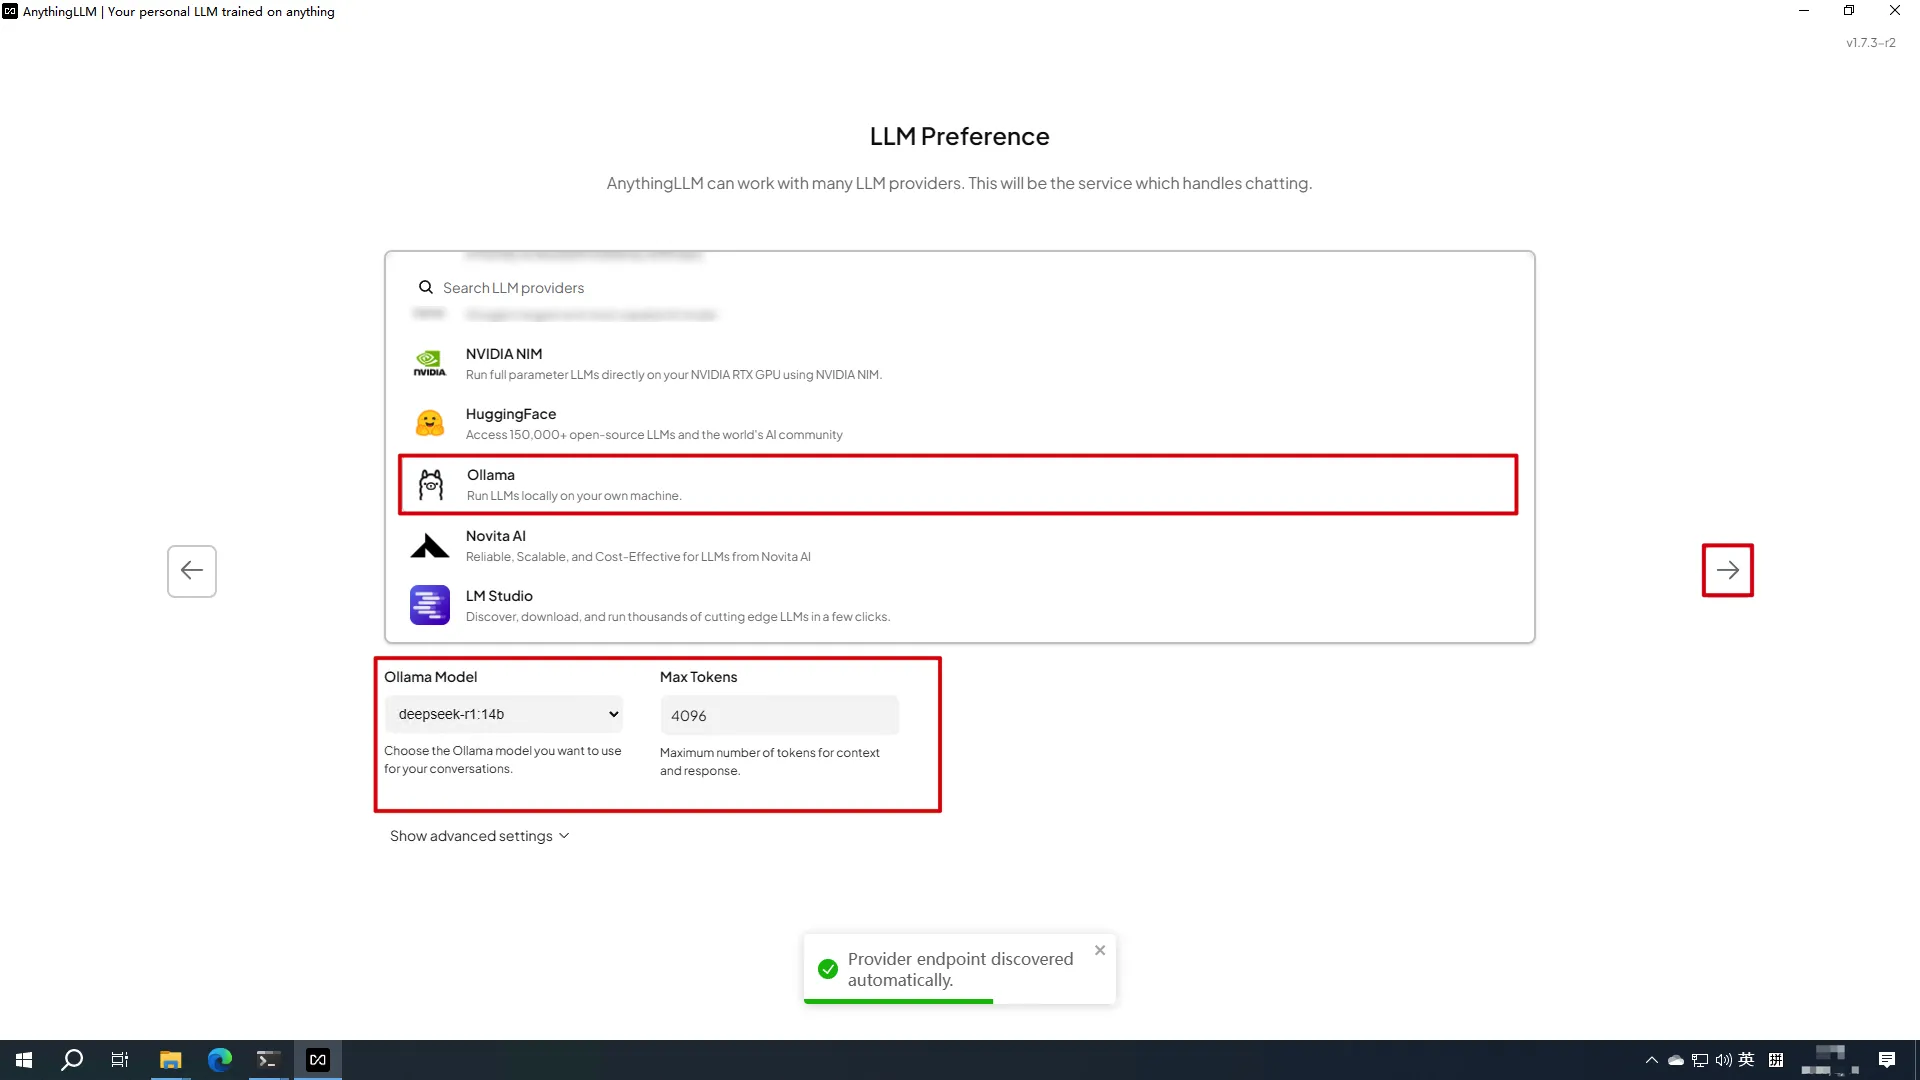 AnythingLLM | Your personal LLM trained on anything
v1.7.3-r2
LLM Preference
AnythingLLM can work with many LLM providers. This will be the service which handles chatting.
Search LLM providers
NVIDIA NIM
NVIDIA.
Run full parameter LLMs directly on your NVIDIA RTX GPU using NVIDIA NIM.
HuggingFace
Access 150,000+ open-source LLMs and the world's AI community
Ollama
Run LLMs locally on your own machine.
Novita AI
Reliable, Scalable, and Cost-Effective for LLMs from Novita AI
LM Studio
Discover, download, and run thousands of cutting edge LLMs in a few clicks.
Ollama Model
Max Tokens
deepseek-r1:14b
4096
Choose the Ollama model you want to use
for your conversations.
Maximum number of tokens for context
and response.
Show advanced settings
Provider endpoint discovered
automatically.
英
拼